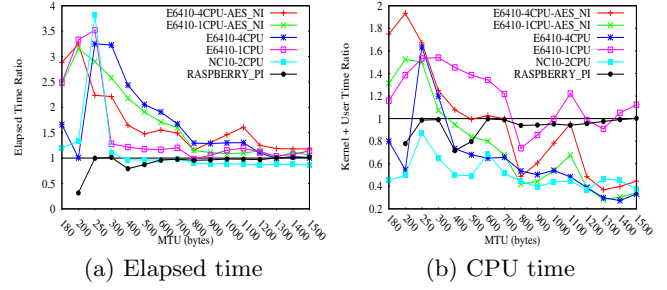 E6410-4CPU-AES_NI
E6410-1CPU-AES_NI
E6410-4CPU
E6410-1CPU
NC10-2CPU
RASPBERRY_PI
Elapsed Time Ratio
4
3.5
3
2.5
2
1.5
1
0.5
0
180
200
250
300
400
500
600
700
800
900
1000
1100
1200
1300
1400
1500
MTU (bytes)
(a) Elapsed time
E6410-4CPU-AES_NI
E6410-1CPU-AES_NI
E6410-4CPU
E6410-1CPU
NC10-2CPU
RASPBERRY_PI
Kernel + User Time Ratio
2
1.8
1.6
1.4
1.2
1
0.8
0.6
0.4
0.2
180
200
250
300
400
500
600
700
800
900
1000
1100
1200
1300
1400
1500
MTU (bytes)
(b) CPU time